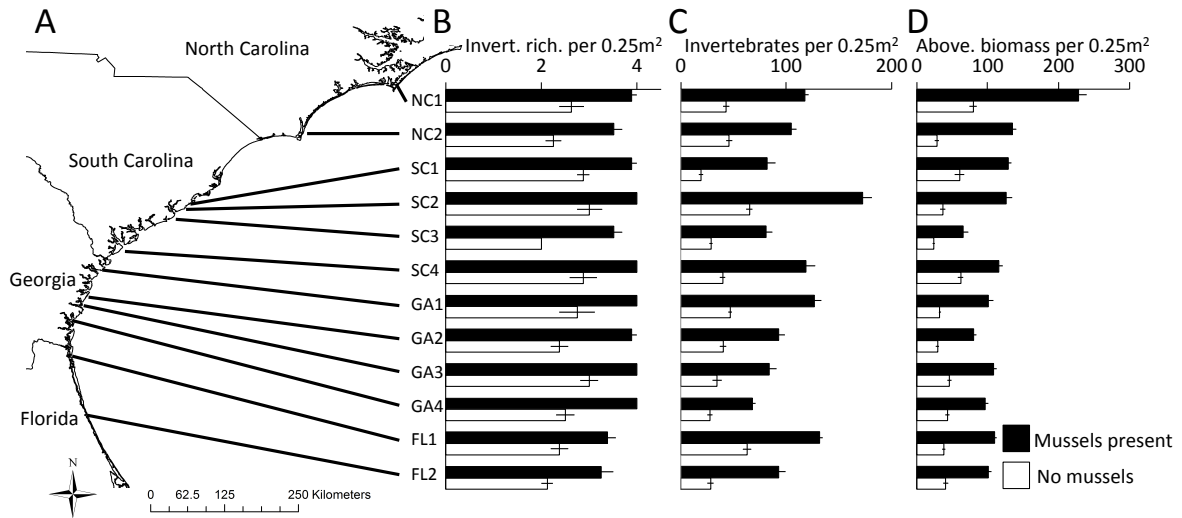 A
B
C
D
North Carolina
South Carolina
Georgia
Florida
N
0 62.5 125 250 Kilometers
Invert. rich. per 0.25m²
0 2 4
Invertebrates per 0.25m²
0 100 200
Above. biomass per 0.25m²
0 100 200 300
NC1
NC2
SC1
SC2
SC3
SC4
GA1
GA2
GA3
GA4
FL1
FL2
Mussels present
No mussels